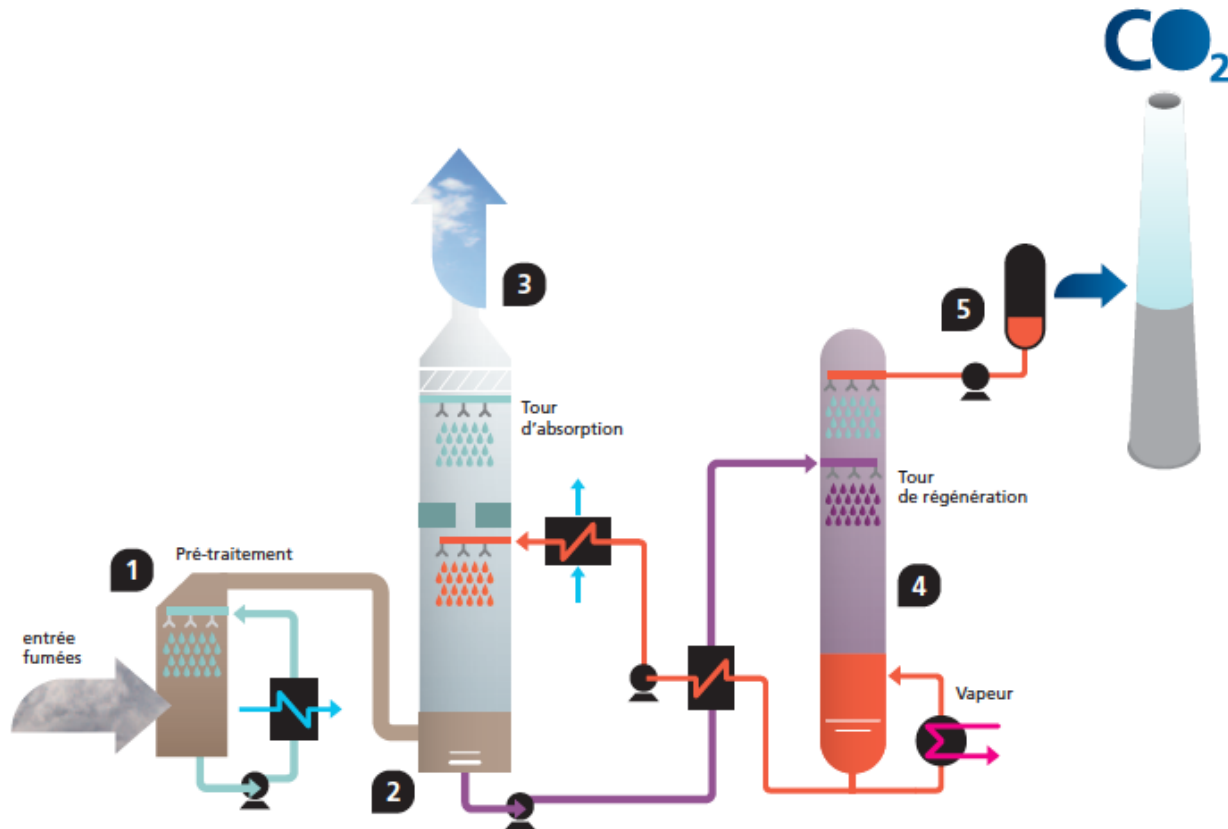 CO₂
3
5
Tour
d'absorption
Tour
de régénération
1
Pré-traitement
4
entrée
fumées
Vapeur
2